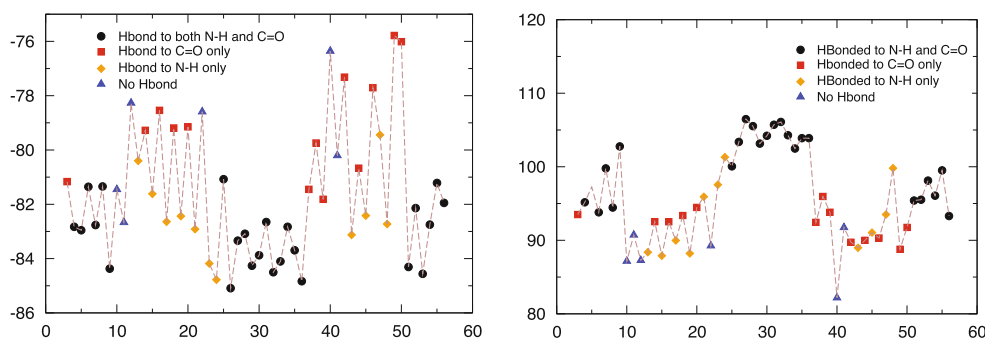 -76
-78
-80
-82
-84
-86
0 10 20 30 40 50 60
Hbond to both N-H and C=O
Hbond to C=O only
Hbond to N-H only
No Hbond
120
110
100
90
80
0 10 20 30 40 50 60
HBonded to N-H and C=O
Hbonded to C=O only
HBonded to N-H only
No Hbond